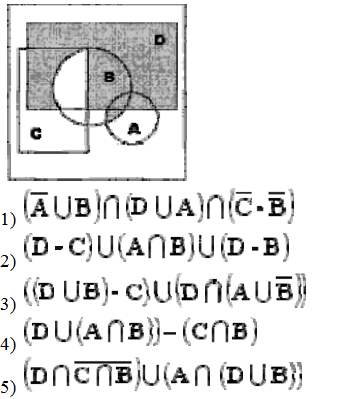 D
B
A
C
1) (A̅∪B)∩(D∪A)∩(C̅-B̅)
2) (D-C)∪(A∩B)∪(D-B)
3) ((D∪B)-C)∪(D∩(A∪B̅))
4) (D∪(A∩B))–(C∩B)
5) (D∩C̅∩̅B̅)∪(A∩(D∪B))